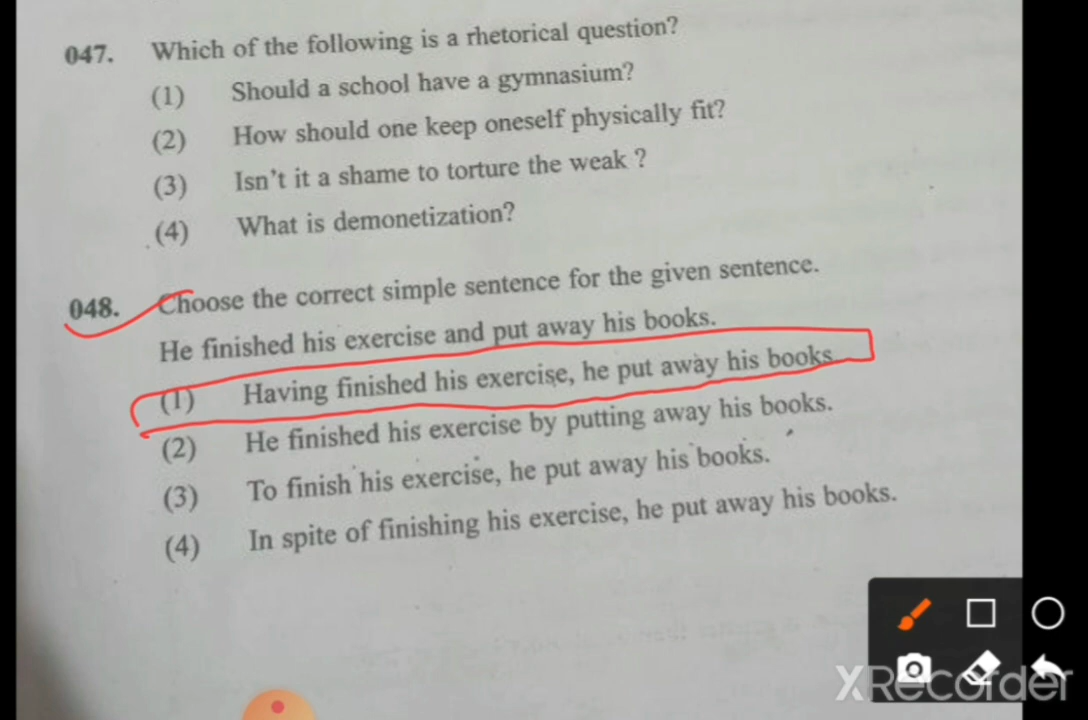 047. Which of the following is a rhetorical question?
(1) Should a school have a gymnasium?
(2) How should one keep oneself physically fit?
(3) Isn't it a shame to torture the weak ?
(4) What is demonetization?
048. Choose the correct simple sentence for the given sentence.
He finished his exercise and put away his books.
(1) Having finished his exercise, he put away his books.
(2) He finished his exercise by putting away his books.
(3) To finish his exercise, he put away his books.
(4) In spite of finishing his exercise, he put away his books.
XRecorder